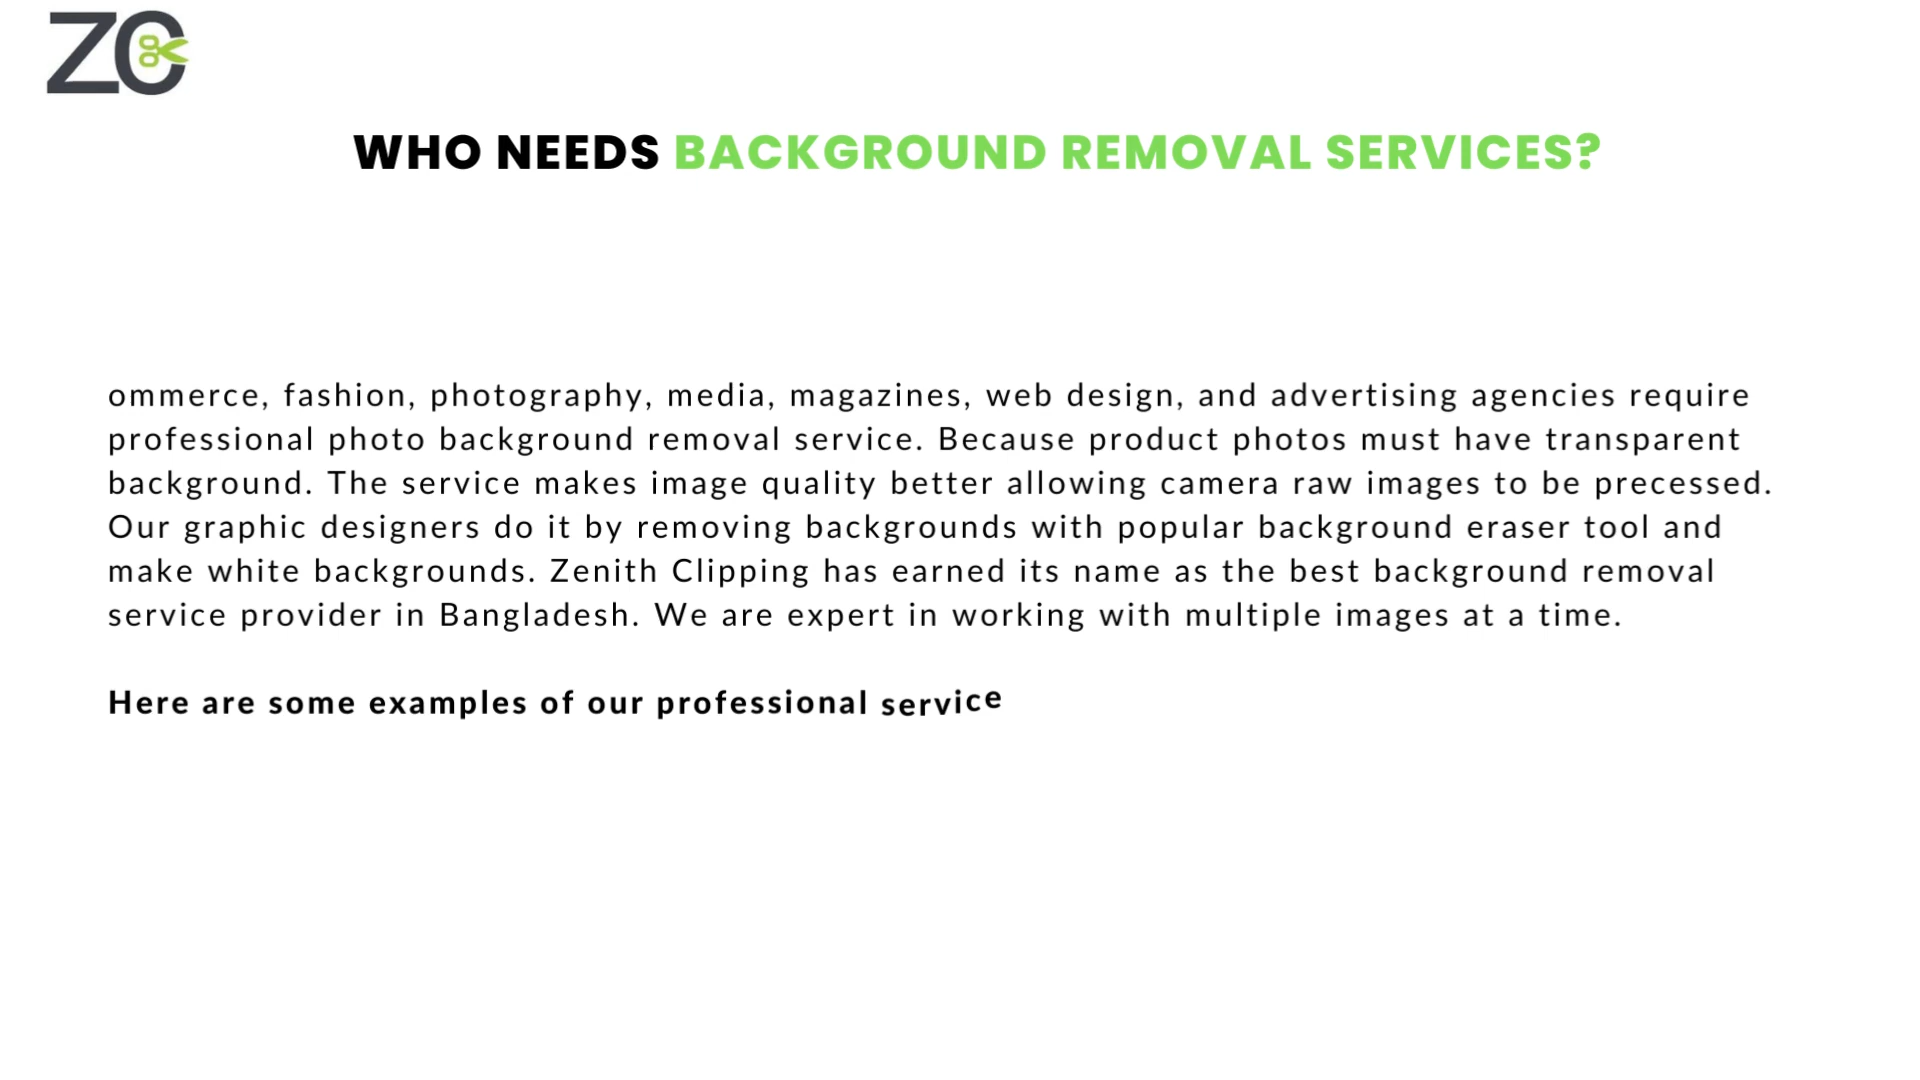 ZC
WHO NEEDS BACKGROUND REMOVAL SERVICES?
ommerce, fashion, photography, media, magazines, web design, and advertising agencies require
professional photo background removal service. Because product photos must have transparent
background. The service makes image quality better allowing camera raw images to be precessed.
Our graphic designers do it by removing backgrounds with popular background eraser tool and
make white backgrounds. Zenith Clipping has earned its name as the best background removal
service provider in Bangladesh. We are expert in working with multiple images at a time.
Here are some examples of our professional service